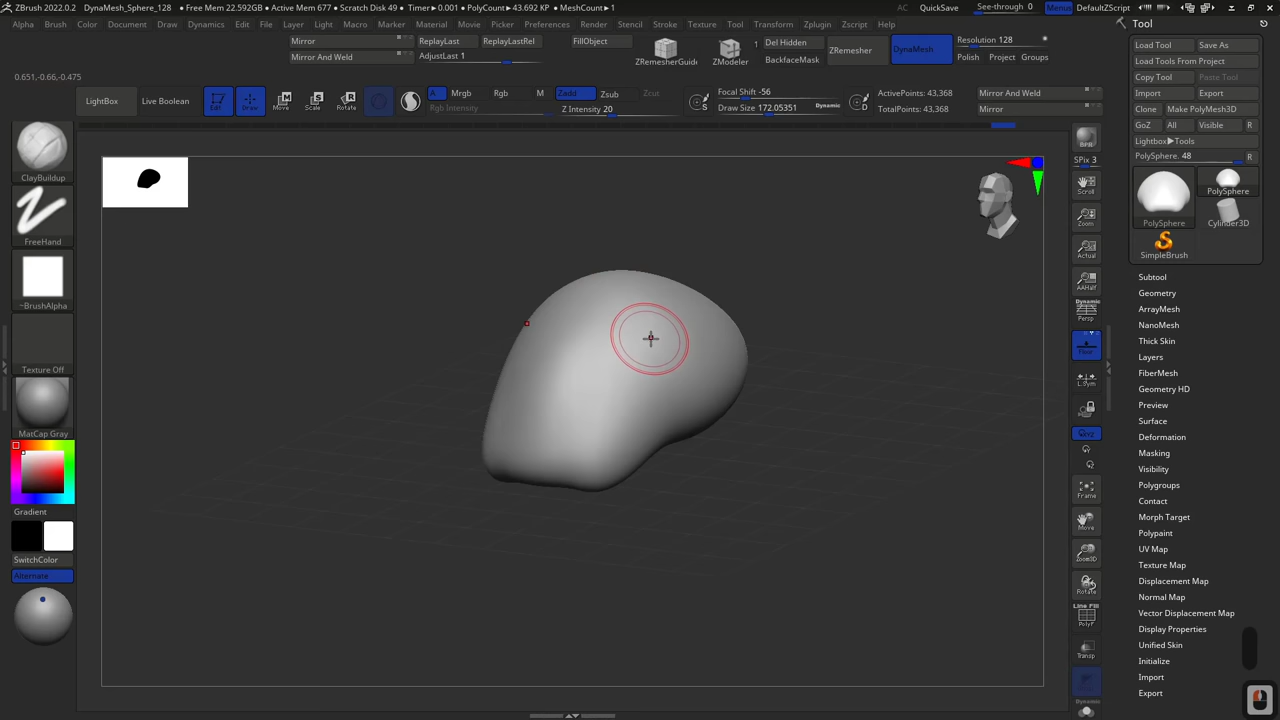 ZBrush 2022.0.2 DynaMesh_Sphere_128 • Free Mem 22.592GB • Active Mem 677 • Scratch Disk 49 • Timer▶0.001 • PolyCount▶43.692 KP • MeshCount▶1 AC QuickSave See-through 0 Menus DefaultZScript
Alpha Brush Color Document Draw Dynamics Edit File Layer Light Macro Marker Material Movie Picker Preferences Render Stencil Stroke Texture Tool Transform Zplugin Zscript Help
0.651,-0.66,-0.475
Mirror
Mirror And Weld
ReplayLast
ReplayLastRel
AdjustLast 1
FillObject
ZRemesherGuide
ZModeler
1
Del Hidden
BackfaceMask
ZRemesher
DynaMesh
Resolution 128
Polish Project Groups
LightBox
Live Boolean
Edit
Draw
Move
Scale
Rotate
A Mrgb Rgb M
Rgb Intensity
Zadd Zsub Zcut
Z Intensity 20
S
Focal Shift -56
Draw Size 172.05351
Dynamic
D
ActivePoints: 43,368
TotalPoints: 43,368
Mirror And Weld
Mirror
ClayBuildup
FreeHand
~BrushAlpha
Texture Off
MatCap Gray
Gradient
SwitchColor
Alternate
BPR
SPix 3
Scroll
Zoom
Actual
AAHalf
Dynamic
Persp
Floor
L.Sym
Frame
Move
Zoom3D
Rotate
Line Fill
PolyF
Transp
Dynamic
Tool
Load Tool
Save As
Load Tools From Project
Copy Tool
Paste Tool
Import
Export
Clone
Make PolyMesh3D
GoZ
All
Visible
R
Lightbox▶Tools
PolySphere. 48
R
PolySphere
PolySphere
Cylinder3D
SimpleBrush
Subtool
Geometry
ArrayMesh
NanoMesh
Thick Skin
Layers
FiberMesh
Geometry HD
Preview
Surface
Deformation
Masking
Visibility
Polygroups
Contact
Morph Target
Polypaint
UV Map
Texture Map
Displacement Map
Normal Map
Vector Displacement Map
Display Properties
Unified Skin
Initialize
Import
Export